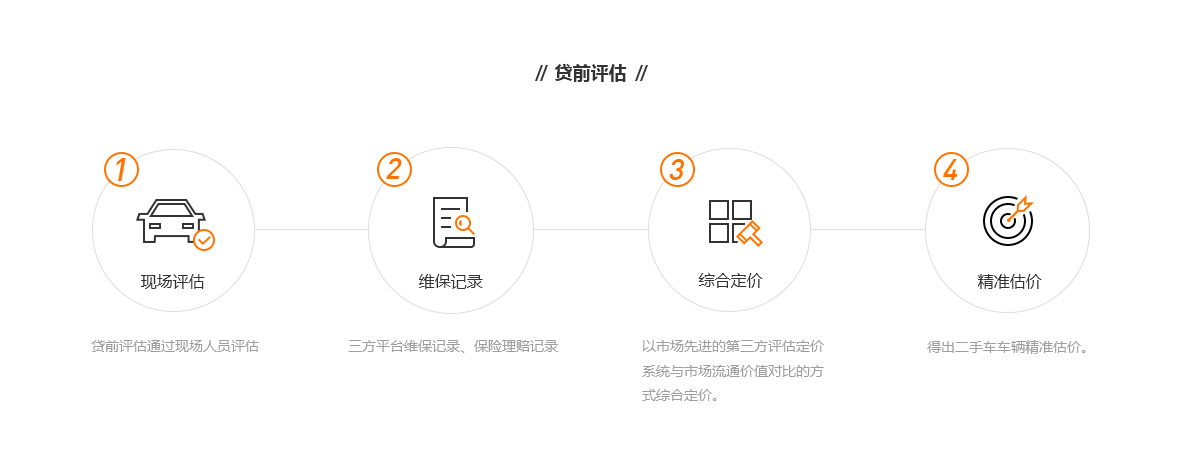 // 贷前评估 //
1
2
3
4
现场评估
维保记录
综合定价
精准估价
贷前评估通过现场人员评估
三方平台维保记录、保险理赔记录
以市场先进的第三方评估定价
系统与市场流通价值对比的方
式综合定价。
得出二手车车辆精准估价。